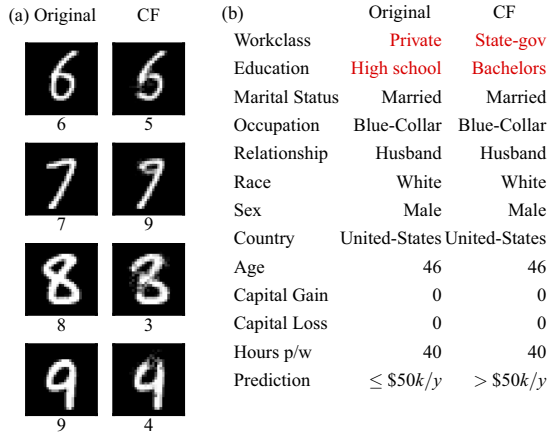 (a) Original CF
6 5
7 9
8 3
9 4
(b) Original CF
Workclass Private State-gov
Education High school Bachelors
Marital Status Married Married
Occupation Blue-Collar Blue-Collar
Relationship Husband Husband
Race White White
Sex Male Male
Country United-States United-States
Age 46 46
Capital Gain 0 0
Capital Loss 0 0
Hours p/w 40 40
Prediction ≤ $50k/y > $50k/y